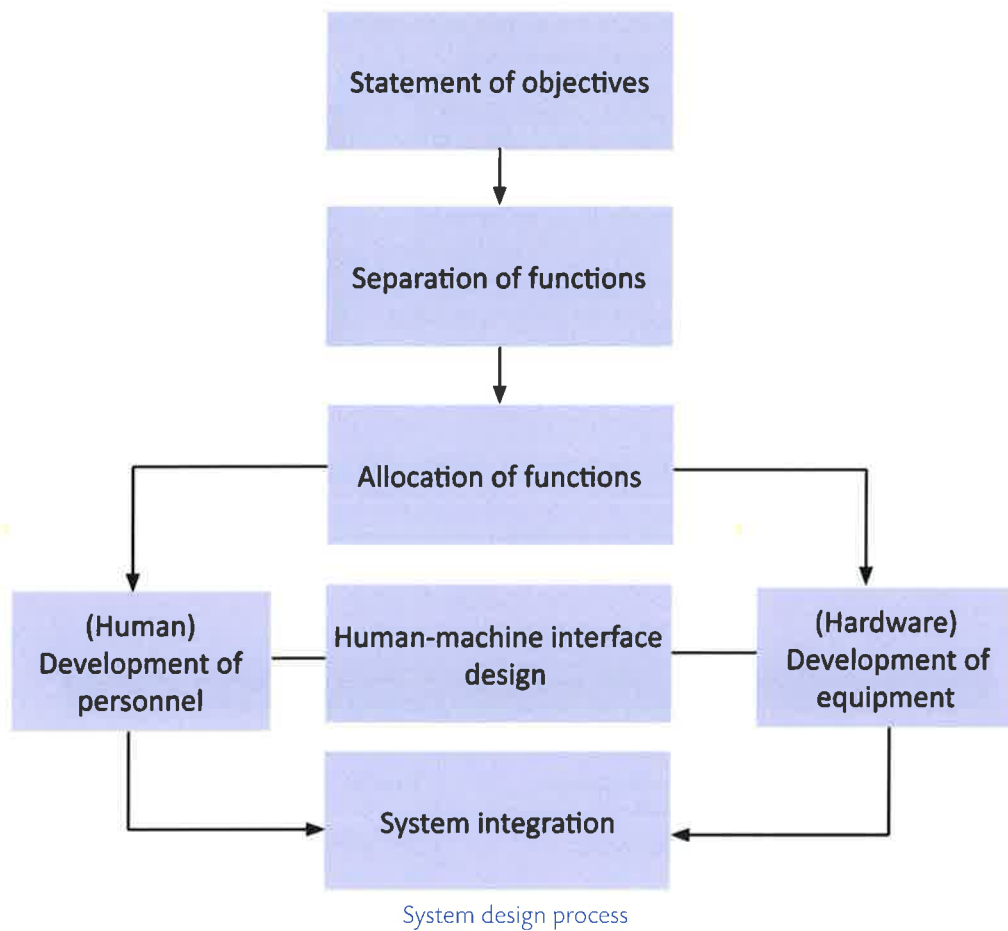 Statement of objectives
Separation of functions
Allocation of functions
(Human)
Development of
personnel
Human-machine interface
design
(Hardware)
Development of
equipment
System integration
System design process